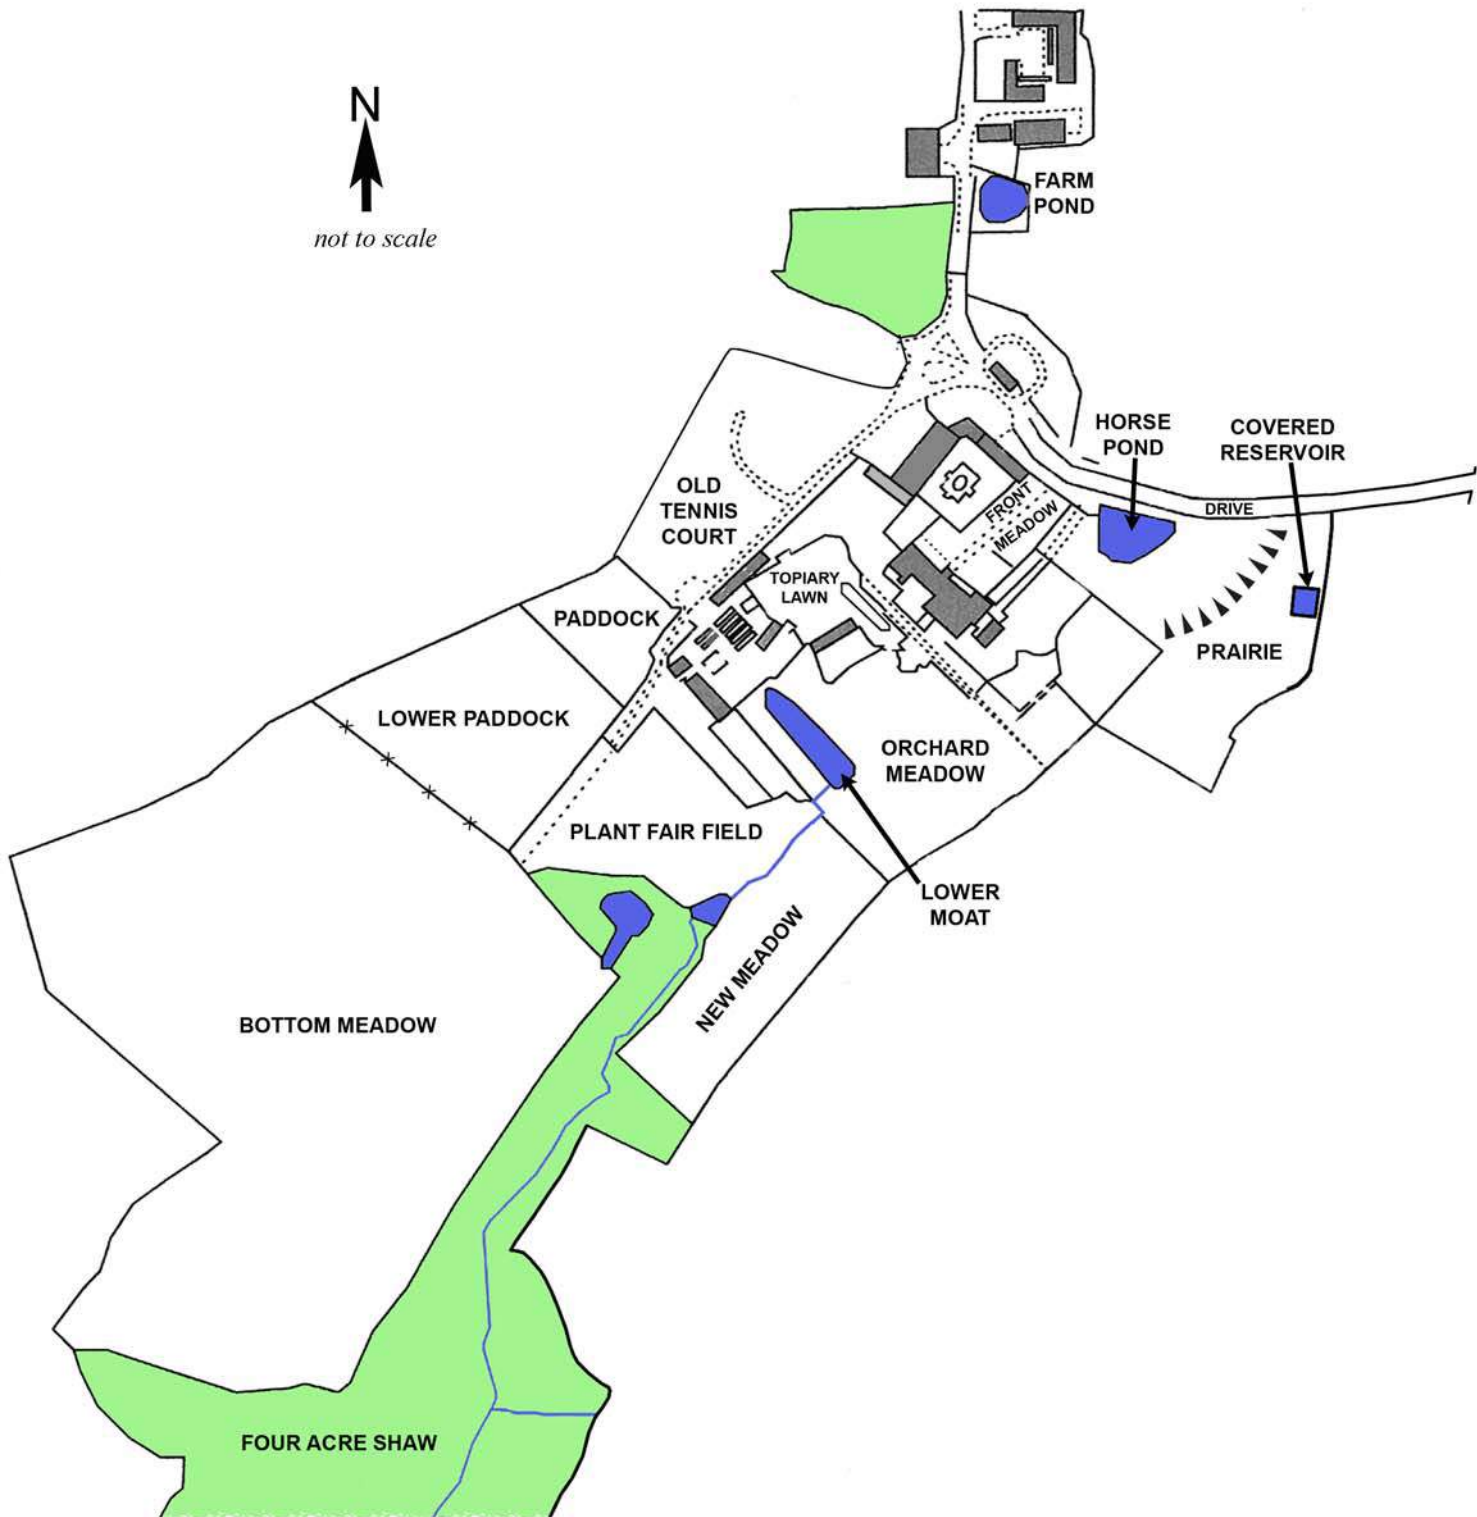 N
not to scale
FARM
POND
HORSE
POND
COVERED
RESERVOIR
DRIVE
OLD
TENNIS
COURT
FRONT
MEADOW
TOPIARY
LAWN
PADDOCK
PRAIRIE
LOWER PADDOCK
ORCHARD
MEADOW
PLANT FAIR FIELD
LOWER
MOAT
NEW MEADOW
BOTTOM MEADOW
FOUR ACRE SHAW